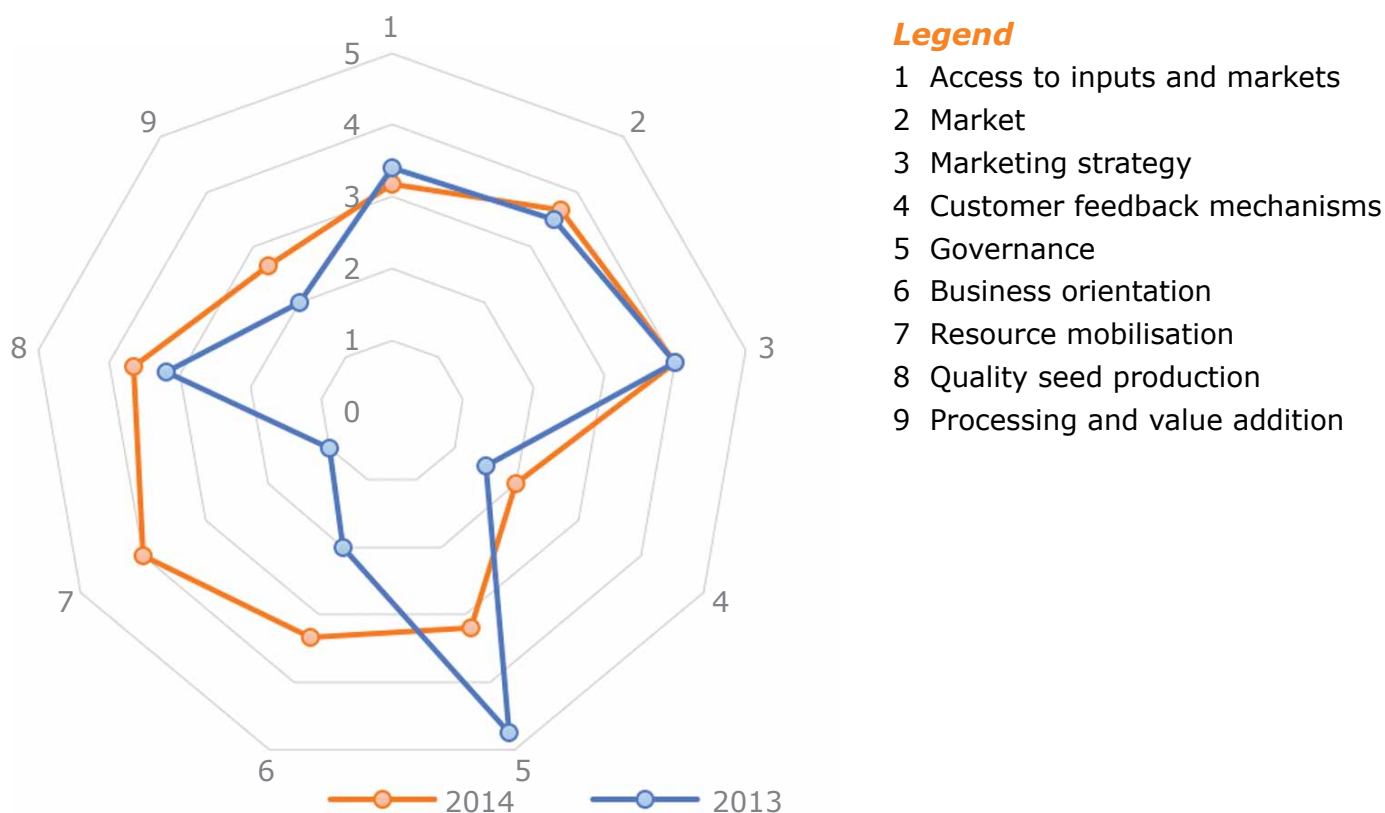 1
5
4
3
2
1
0
2
3
4
5
6
7
8
9
2014
2013
Legend
1 Access to inputs and markets
2 Market
3 Marketing strategy
4 Customer feedback mechanisms
5 Governance
6 Business orientation
7 Resource mobilisation
8 Quality seed production
9 Processing and value addition